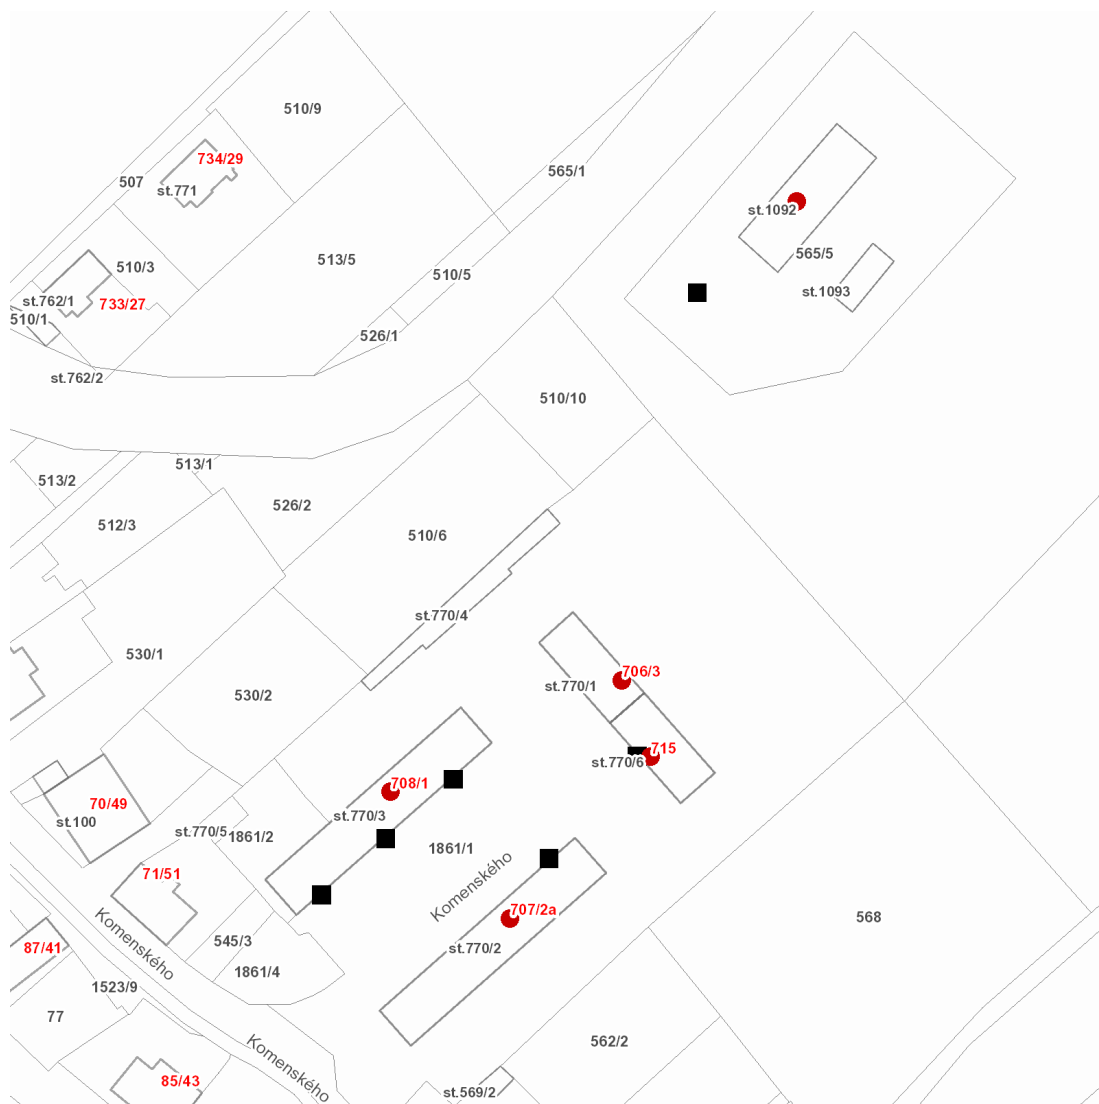 510/9
734/29
565/1
507
st.771
st.1092
565/5
513/5
510/3
510/5
st.1093
st.762/1
733/27
510/1
526/1
st.762/2
510/10
513/1
513/2
526/2
512/3
510/6
st.770/4
530/1
706/3
st.770/1
530/2
715
st.770/6
708/1
70/49
st.770/3
st.100
st.770/5
1861/2
1861/1
71/51
Komenského
707/2a
568
Komenského
545/3
87/41
st.770/2
1861/4
1523/9
77
562/2
Komenského
85/43
st.569/2